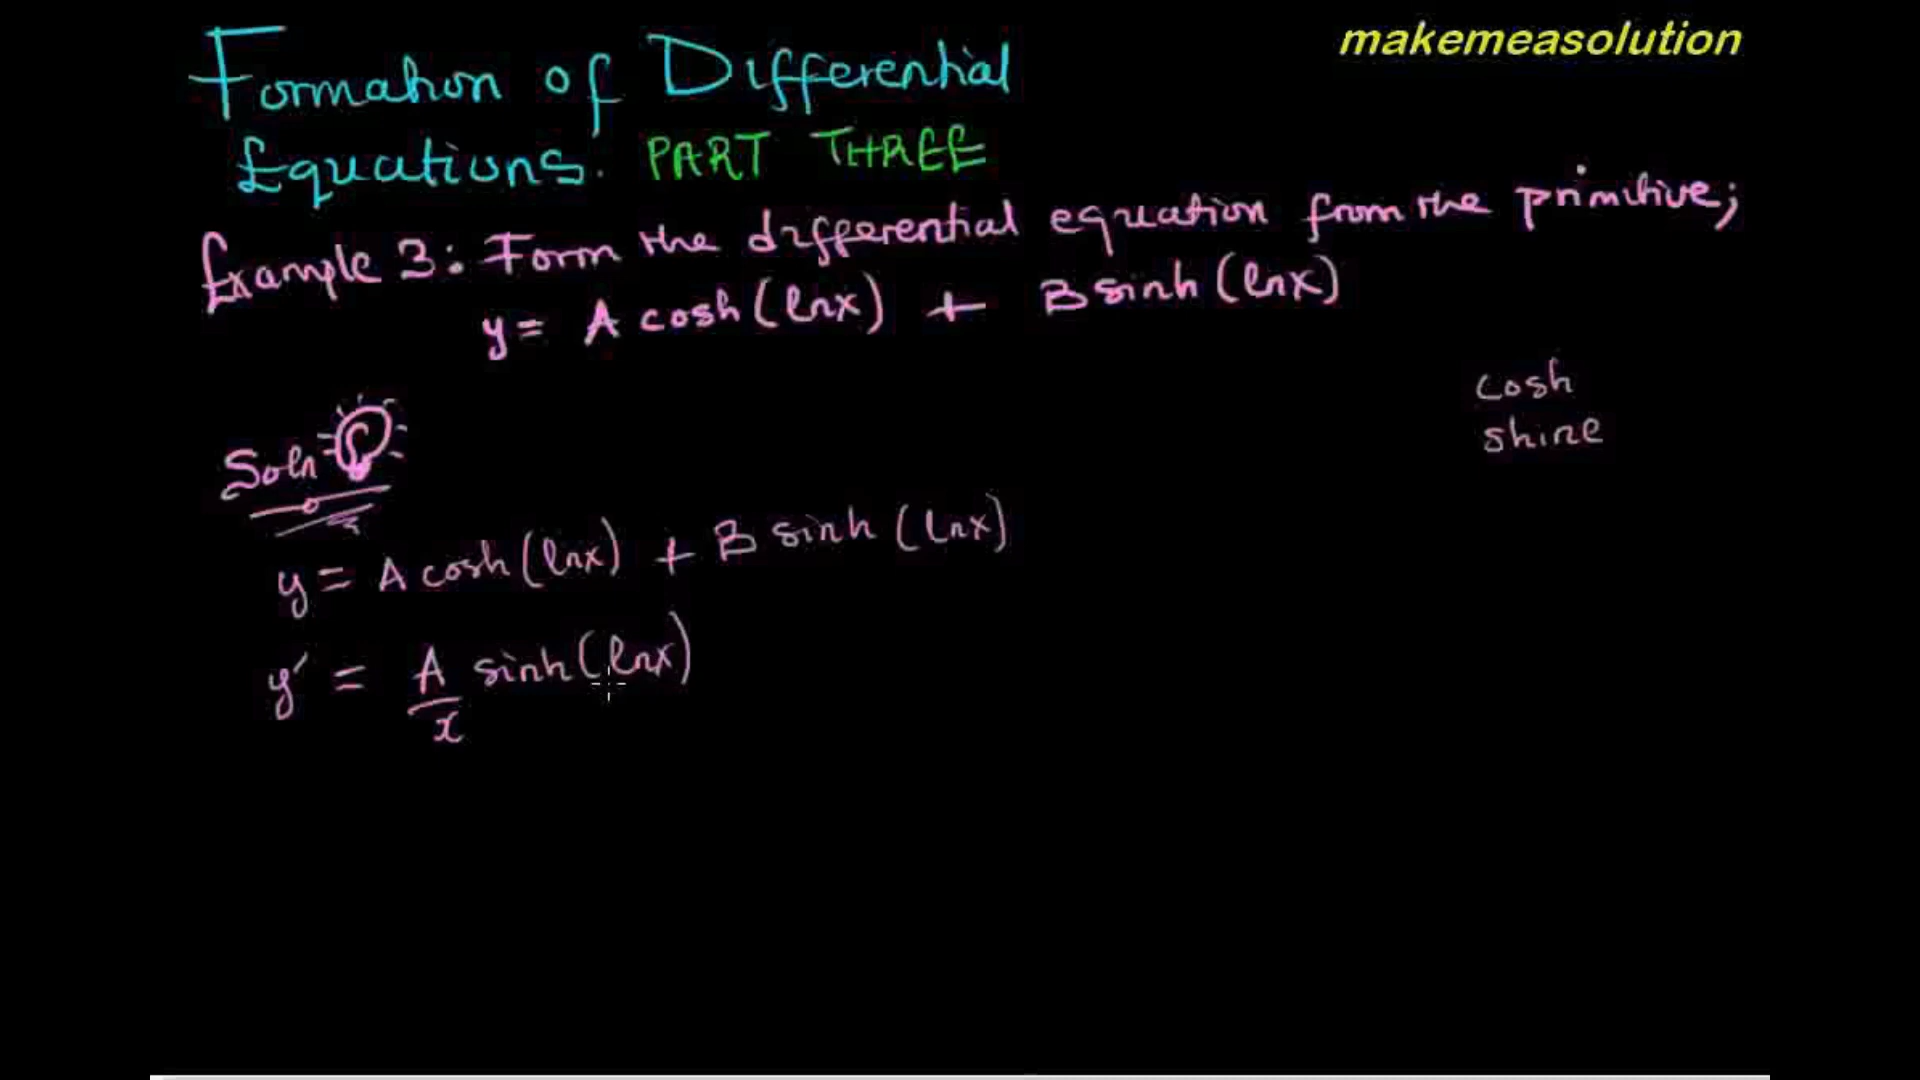 makemeasolution
Formation of Differential
Equations. PART THREE
Example 3: Form the differential equation from the primitive;
y = A cosh(lnx) + B sinh(lnx)
cosh
shine
Soln
y = A cosh(lnx) + B sinh(lnx)
y′ = A/x sinh(lnx)